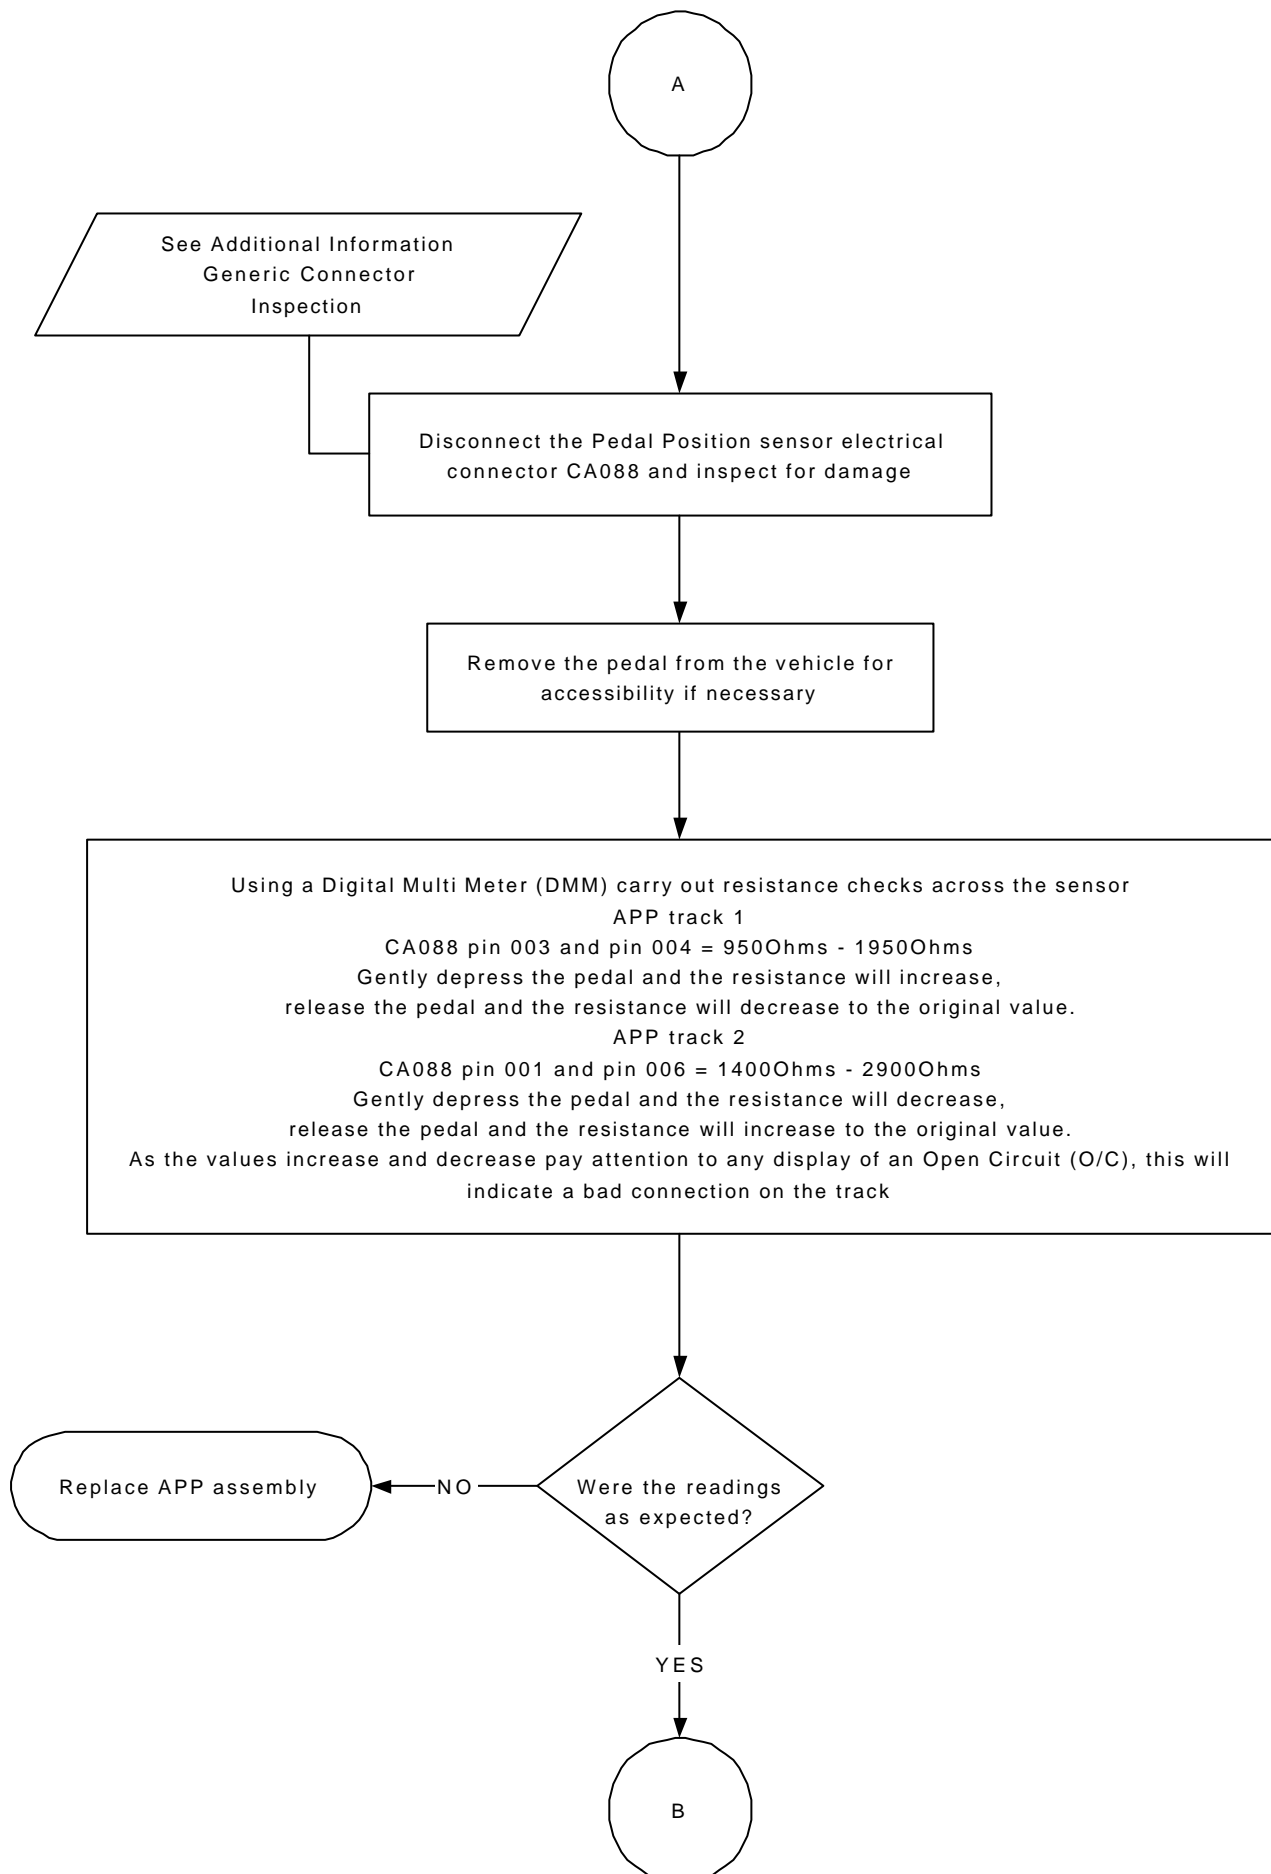 A
See Additional Information
Generic Connector
Inspection
Disconnect the Pedal Position sensor electrical
connector CA088 and inspect for damage
Remove the pedal from the vehicle for
accessibility if necessary
Using a Digital Multi Meter (DMM) carry out resistance checks across the sensor
APP track 1
CA088 pin 003 and pin 004 = 950Ohms - 1950Ohms
Gently depress the pedal and the resistance will increase,
release the pedal and the resistance will decrease to the original value.
APP track 2
CA088 pin 001 and pin 006 = 1400Ohms - 2900Ohms
Gently depress the pedal and the resistance will decrease,
release the pedal and the resistance will increase to the original value.
As the values increase and decrease pay attention to any display of an Open Circuit (O/C), this will
indicate a bad connection on the track
Were the readings
as expected?
NO
Replace APP assembly
YES
B